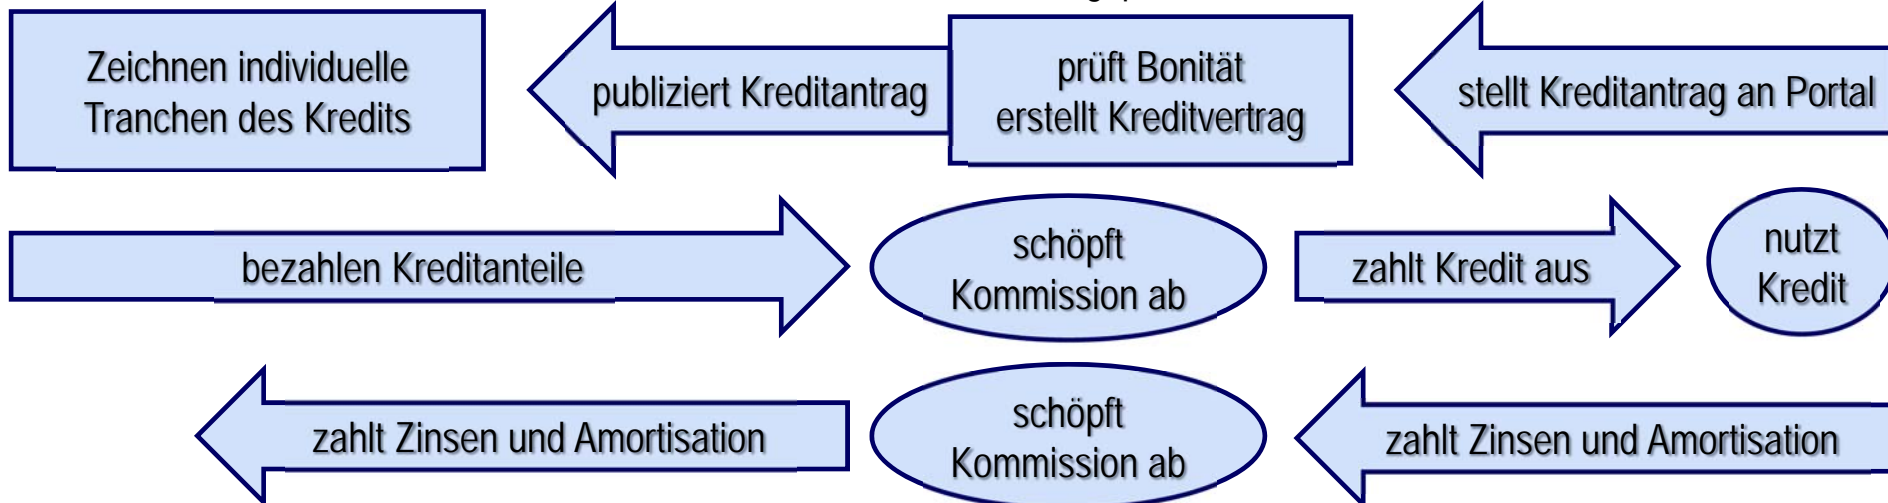 Zeichnen individuelle
Tranchen des Kredits
publiziert Kreditantrag
prüft Bonität
erstellt Kreditvertrag
stellt Kreditantrag an Portal
bezahlen Kreditanteile
schöpft
Kommission ab
zahlt Kredit aus
nutzt
Kredit
zahlt Zinsen und Amortisation
schöpft
Kommission ab
zahlt Zinsen und Amortisation